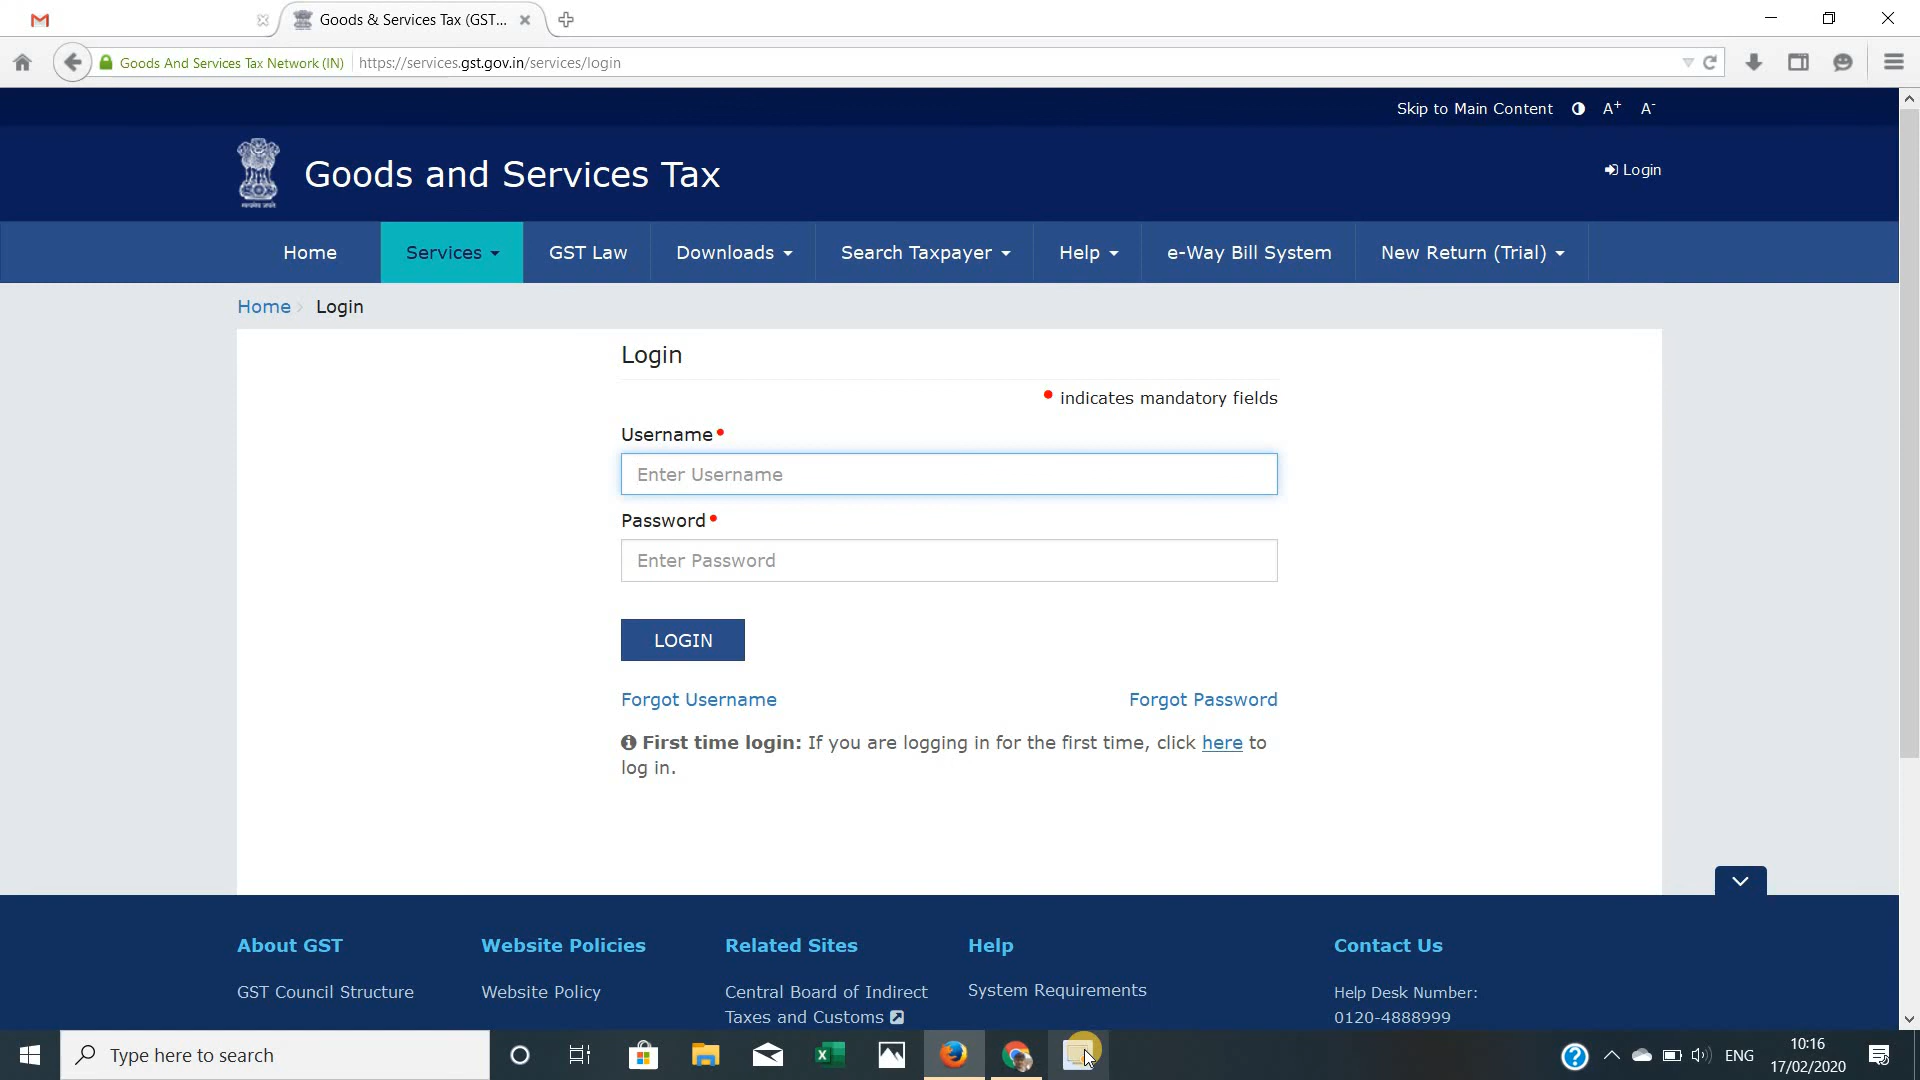 Goods & Services Tax (GST...
Goods And Services Tax Network (IN)
https://services.gst.gov.in/services/login
Skip to Main Content A+ A-
Goods and Services Tax
Login
Home Services GST Law Downloads Search Taxpayer Help e-Way Bill System New Return (Trial)
Home › Login
Login
• indicates mandatory fields
Username•
Enter Username
Password•
Enter Password
LOGIN
Forgot Username Forgot Password
First time login: If you are logging in for the first time, click here to
log in.
About GST Website Policies Related Sites Help Contact Us
GST Council Structure Website Policy Central Board of Indirect System Requirements Help Desk Number:
Taxes and Customs 0120-4888999
Type here to search
ENG
10:16
17/02/2020